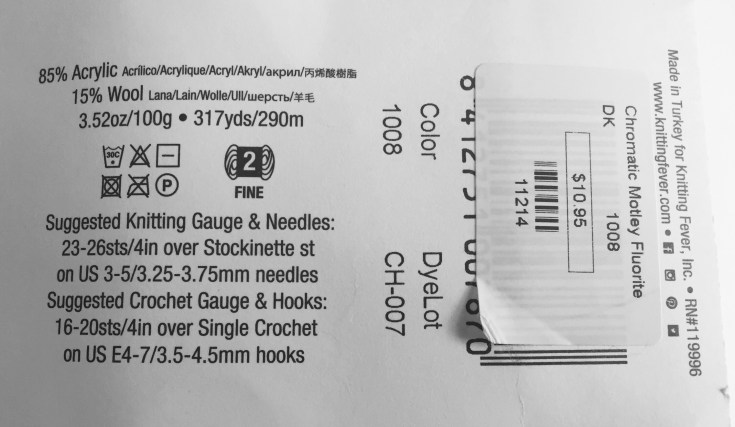 85% Acrylic Acrílico/Acrylique/Acryl/Akryl/акрил/丙烯酸樹脂
15% Wool Lana/Lain/Wolle/Ull/шерсть/羊毛
3.52oz/100g • 317yds/290m
30C
2
P
FINE
Suggested Knitting Gauge & Needles:
23-26sts/4in over Stockinette st
on US 3-5/3.25-3.75mm needles
Suggested Crochet Gauge & Hooks:
16-20sts/4in over Single Crochet
on US E4-7/3.5-4.5mm hooks
Color DyeLot
1008 CH-007
Made in Turkey for Knitting Fever, Inc. • RN#119996
www.knittingfever.com •
Chromatic Motley Fluorite
DK 1008
$10.95
11214